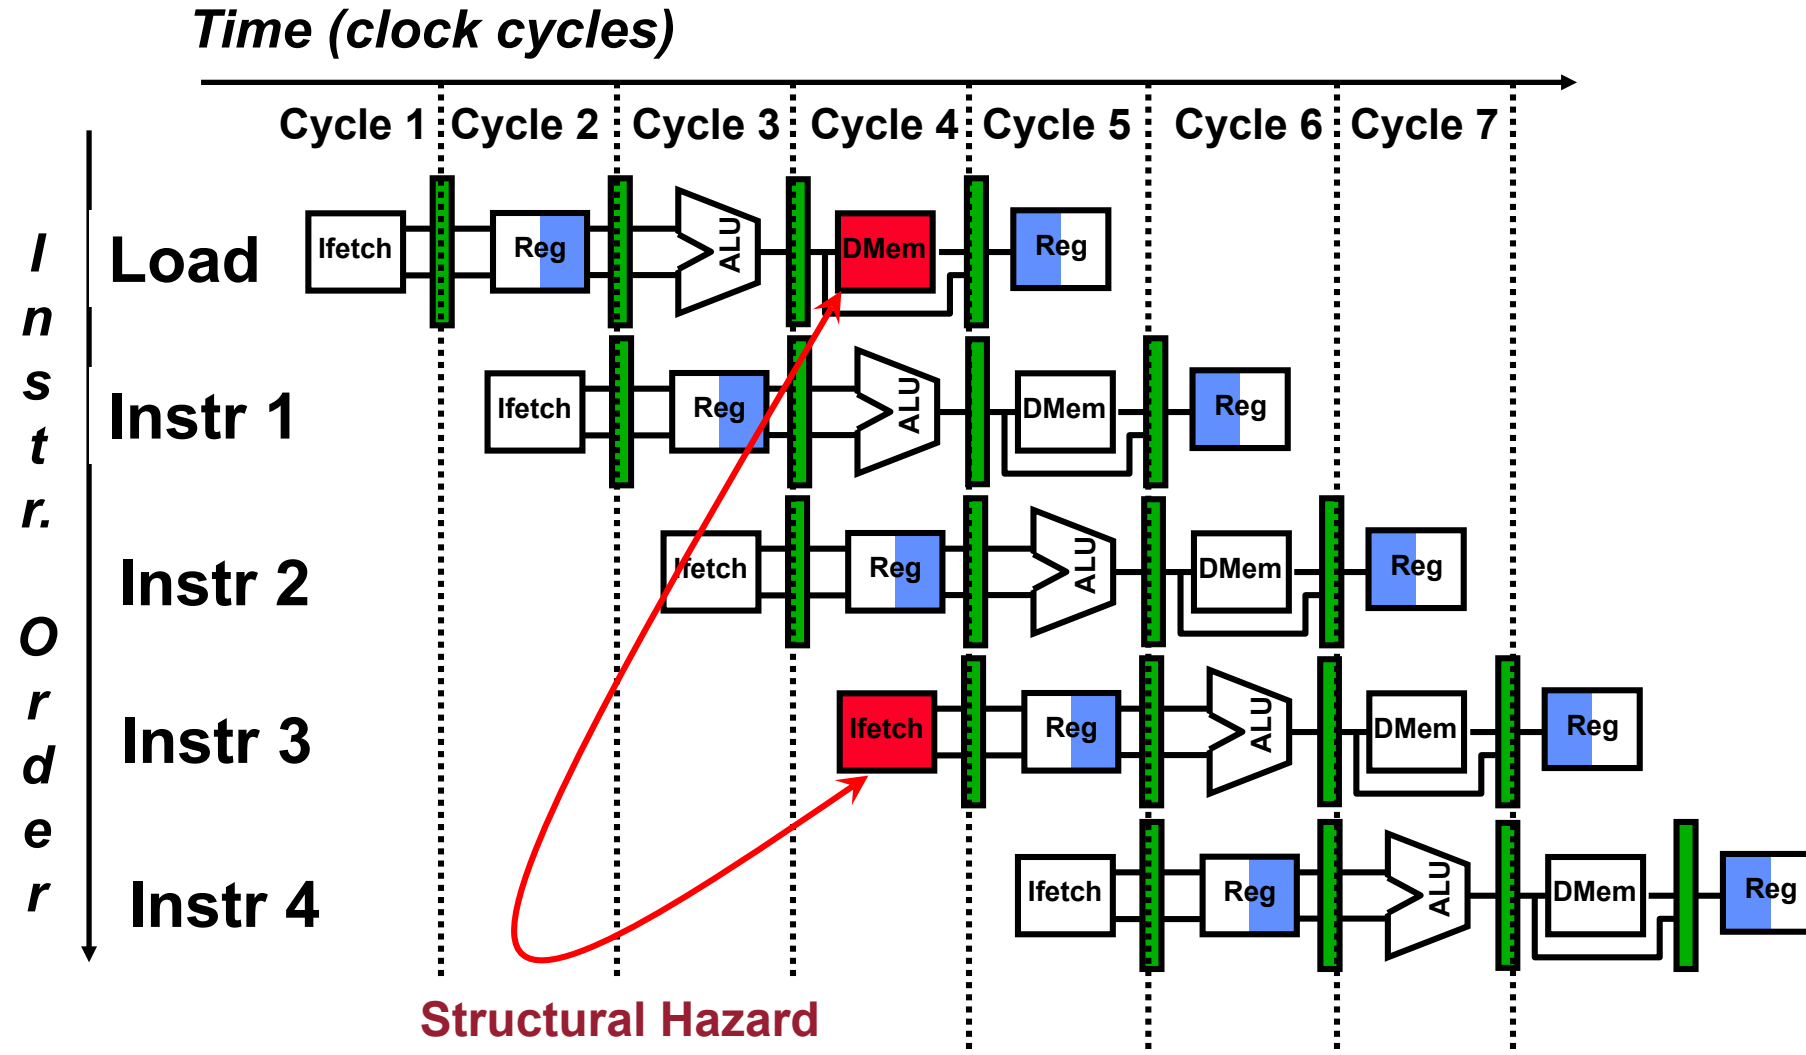 Time (clock cycles)
Cycle 1 Cycle 2 Cycle 3 Cycle 4 Cycle 5 Cycle 6 Cycle 7
Instr. Order
Load Ifetch Reg ALU DMem Reg
Instr 1 Ifetch Reg ALU DMem Reg
Instr 2 Ifetch Reg ALU DMem Reg
Instr 3 Ifetch Reg ALU DMem Reg
Instr 4 Ifetch Reg ALU DMem Reg
Structural Hazard